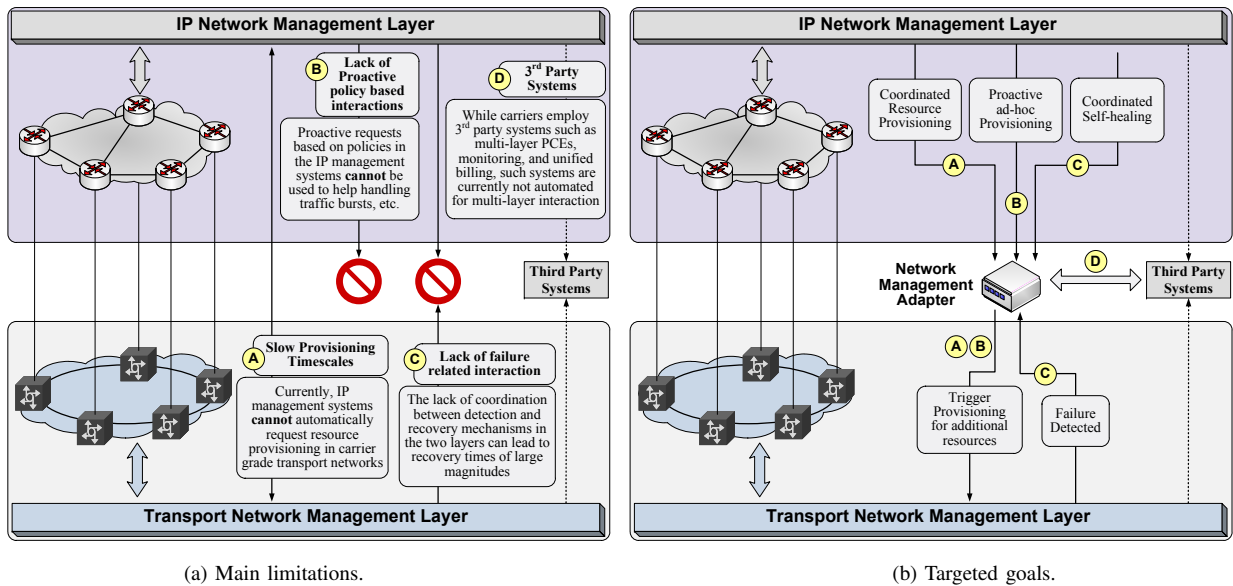 IP Network Management Layer
B
Lack of
Proactive
policy based
interactions
Proactive requests
based on policies in
the IP management
systems cannot be
used to help handling
traffic bursts, etc.
D
3rd Party
Systems
While carriers employ
3rd party systems such as
multi-layer PCEs,
monitoring, and unified
billing, such systems are
currently not automated
for multi-layer interaction
Third Party
Systems
A
Slow Provisioning
Timescales
Currently, IP
management systems
cannot automatically
request resource
provisioning in carrier
grade transport networks
C
Lack of failure
related interaction
The lack of coordination
between detection and
recovery mechanisms in
the two layers can lead to
recovery times of large
magnitudes
Transport Network Management Layer
(a) Main limitations.
IP Network Management Layer
Coordinated
Resource
Provisioning
Proactive
ad-hoc
Provisioning
Coordinated
Self-healing
A
B
C
Network
Management
Adapter
D
Third Party
Systems
A B
C
Trigger
Provisioning
for additional
resources
Failure
Detected
Transport Network Management Layer
(b) Targeted goals.